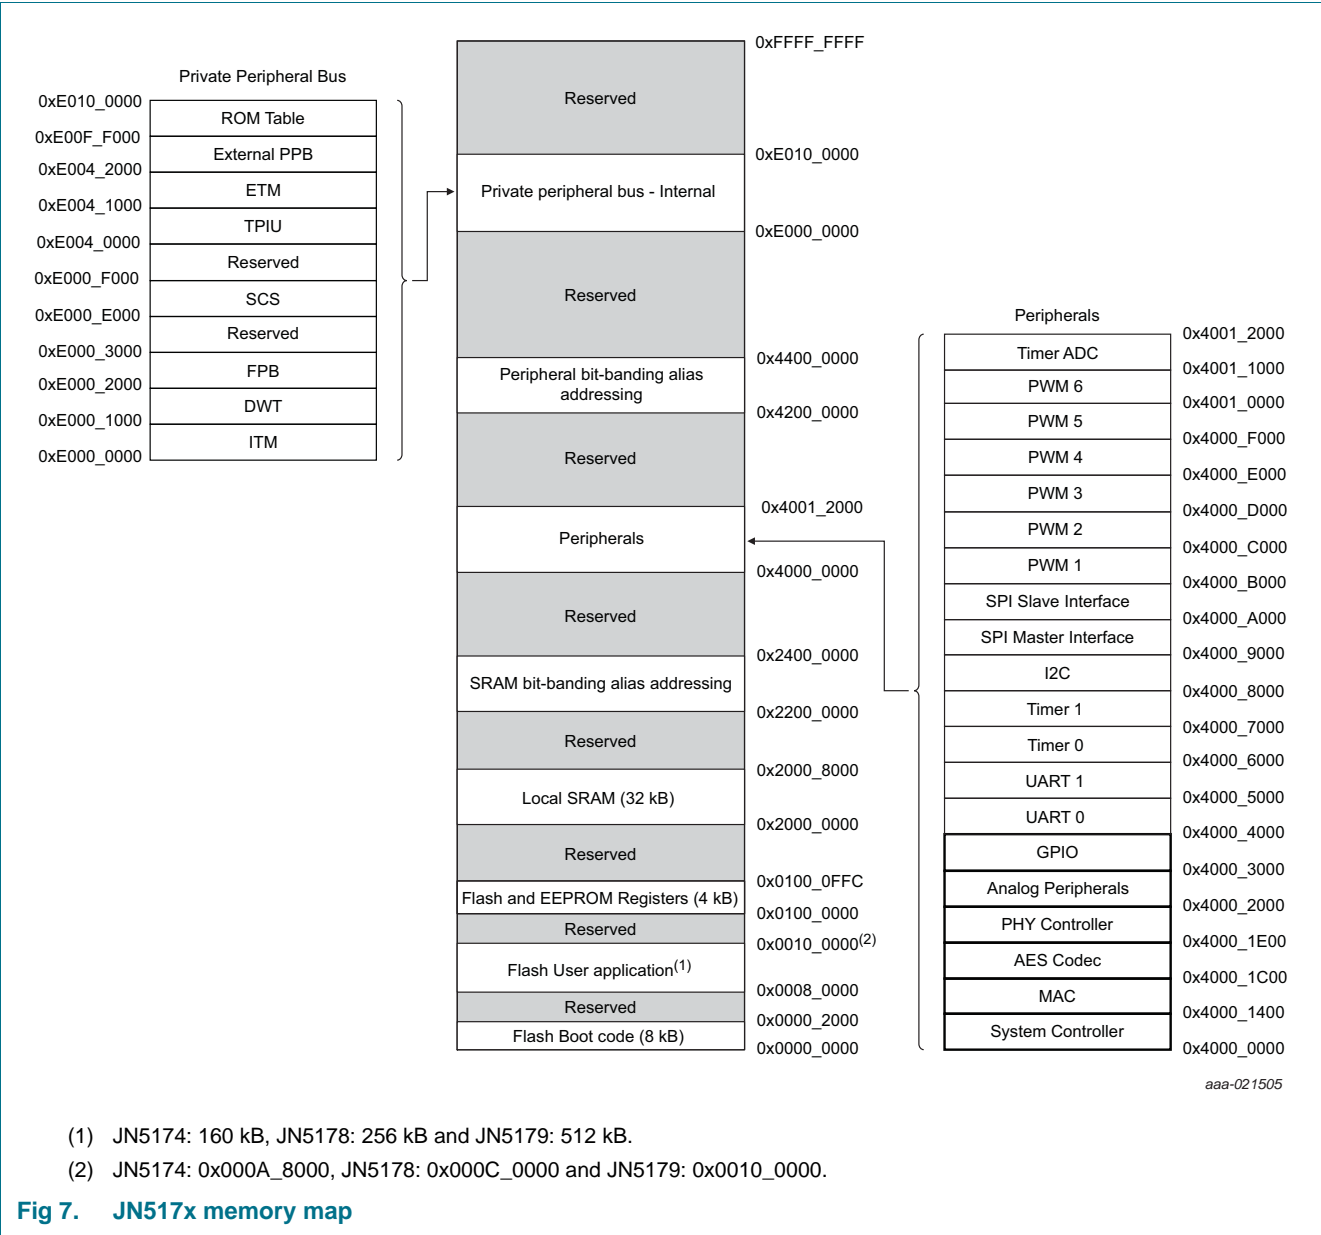 Private Peripheral Bus
0xE010_0000
ROM Table
0xE00F_F000
External PPB
0xE004_2000
ETM
0xE004_1000
TPIU
0xE004_0000
Reserved
0xE000_F000
SCS
0xE000_E000
Reserved
0xE000_3000
FPB
0xE000_2000
DWT
0xE000_1000
ITM
0xE000_0000
0xFFFF_FFFF
Reserved
0xE010_0000
Private peripheral bus - Internal
0xE000_0000
Reserved
0x4400_0000
Peripheral bit-banding alias
addressing
0x4200_0000
Reserved
0x4001_2000
Peripherals
0x4000_0000
Reserved
0x2400_0000
SRAM bit-banding alias addressing
0x2200_0000
Reserved
0x2000_8000
Local SRAM (32 kB)
0x2000_0000
Reserved
0x0100_0FFC
Flash and EEPROM Registers (4 kB)
0x0100_0000
Reserved
0x0010_0000(2)
Flash User application(1)
0x0008_0000
Reserved
0x0000_2000
Flash Boot code (8 kB)
0x0000_0000
Peripherals
0x4001_2000
Timer ADC
0x4001_1000
PWM 6
0x4001_0000
PWM 5
0x4000_F000
PWM 4
0x4000_E000
PWM 3
0x4000_D000
PWM 2
0x4000_C000
PWM 1
0x4000_B000
SPI Slave Interface
0x4000_A000
SPI Master Interface
0x4000_9000
I2C
0x4000_8000
Timer 1
0x4000_7000
Timer 0
0x4000_6000
UART 1
0x4000_5000
UART 0
0x4000_4000
GPIO
0x4000_3000
Analog Peripherals
0x4000_2000
PHY Controller
0x4000_1E00
AES Codec
0x4000_1C00
MAC
0x4000_1400
System Controller
0x4000_0000
aaa-021505
(1) JN5174: 160 kB, JN5178: 256 kB and JN5179: 512 kB.
(2) JN5174: 0x000A_8000, JN5178: 0x000C_0000 and JN5179: 0x0010_0000.
Fig 7. JN517x memory map